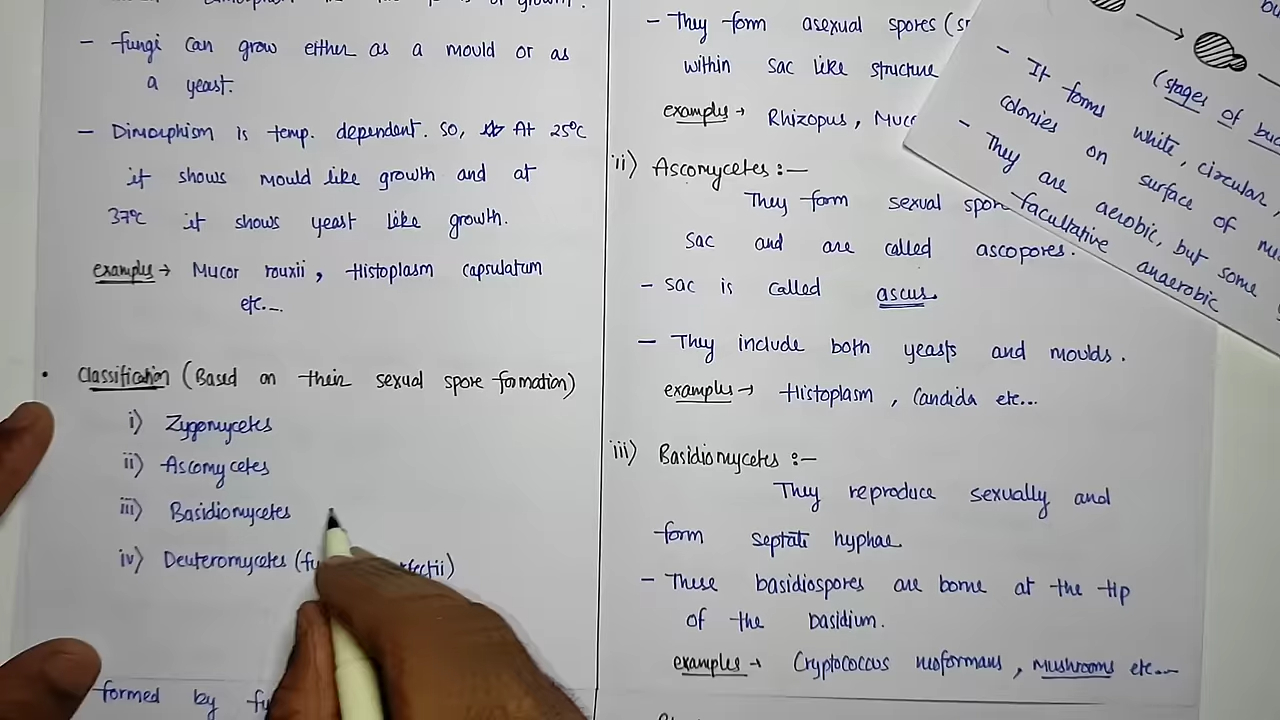 - fungi can grow either as a mould or as
a yeast.
- Dimorphism is temp. dependent. so, At 25°C
it shows mould like growth and at
37°C it shows yeast like growth.
examples → Mucor rouxii, Histoplasm capsulatum
etc...
• Classification (Based on their sexual spore formation)
i) Zygomycetes
ii) Ascomycetes
iii) Basidiomycetes
iv) Deuteromycetes
formed by
- They form asexual spores
within sac like structure
examples → Rhizopus,
ii) Ascomycetes :-
They form sexual
sac and are called ascopores.
- sac is called ascus.
- They include both yeasts and moulds.
examples → Histoplasm, Candida etc...
iii) Basidiomycetes :-
They reproduce sexually and
form septate hyphae
- These basidiospores are borne at the tip
of the basidium.
examples → Cryptococcus neoformans, Mushrooms etc...
(stages of
- It forms white, circular,
colonies on surface of
- They are aerobic, but some
facultative anaerobic